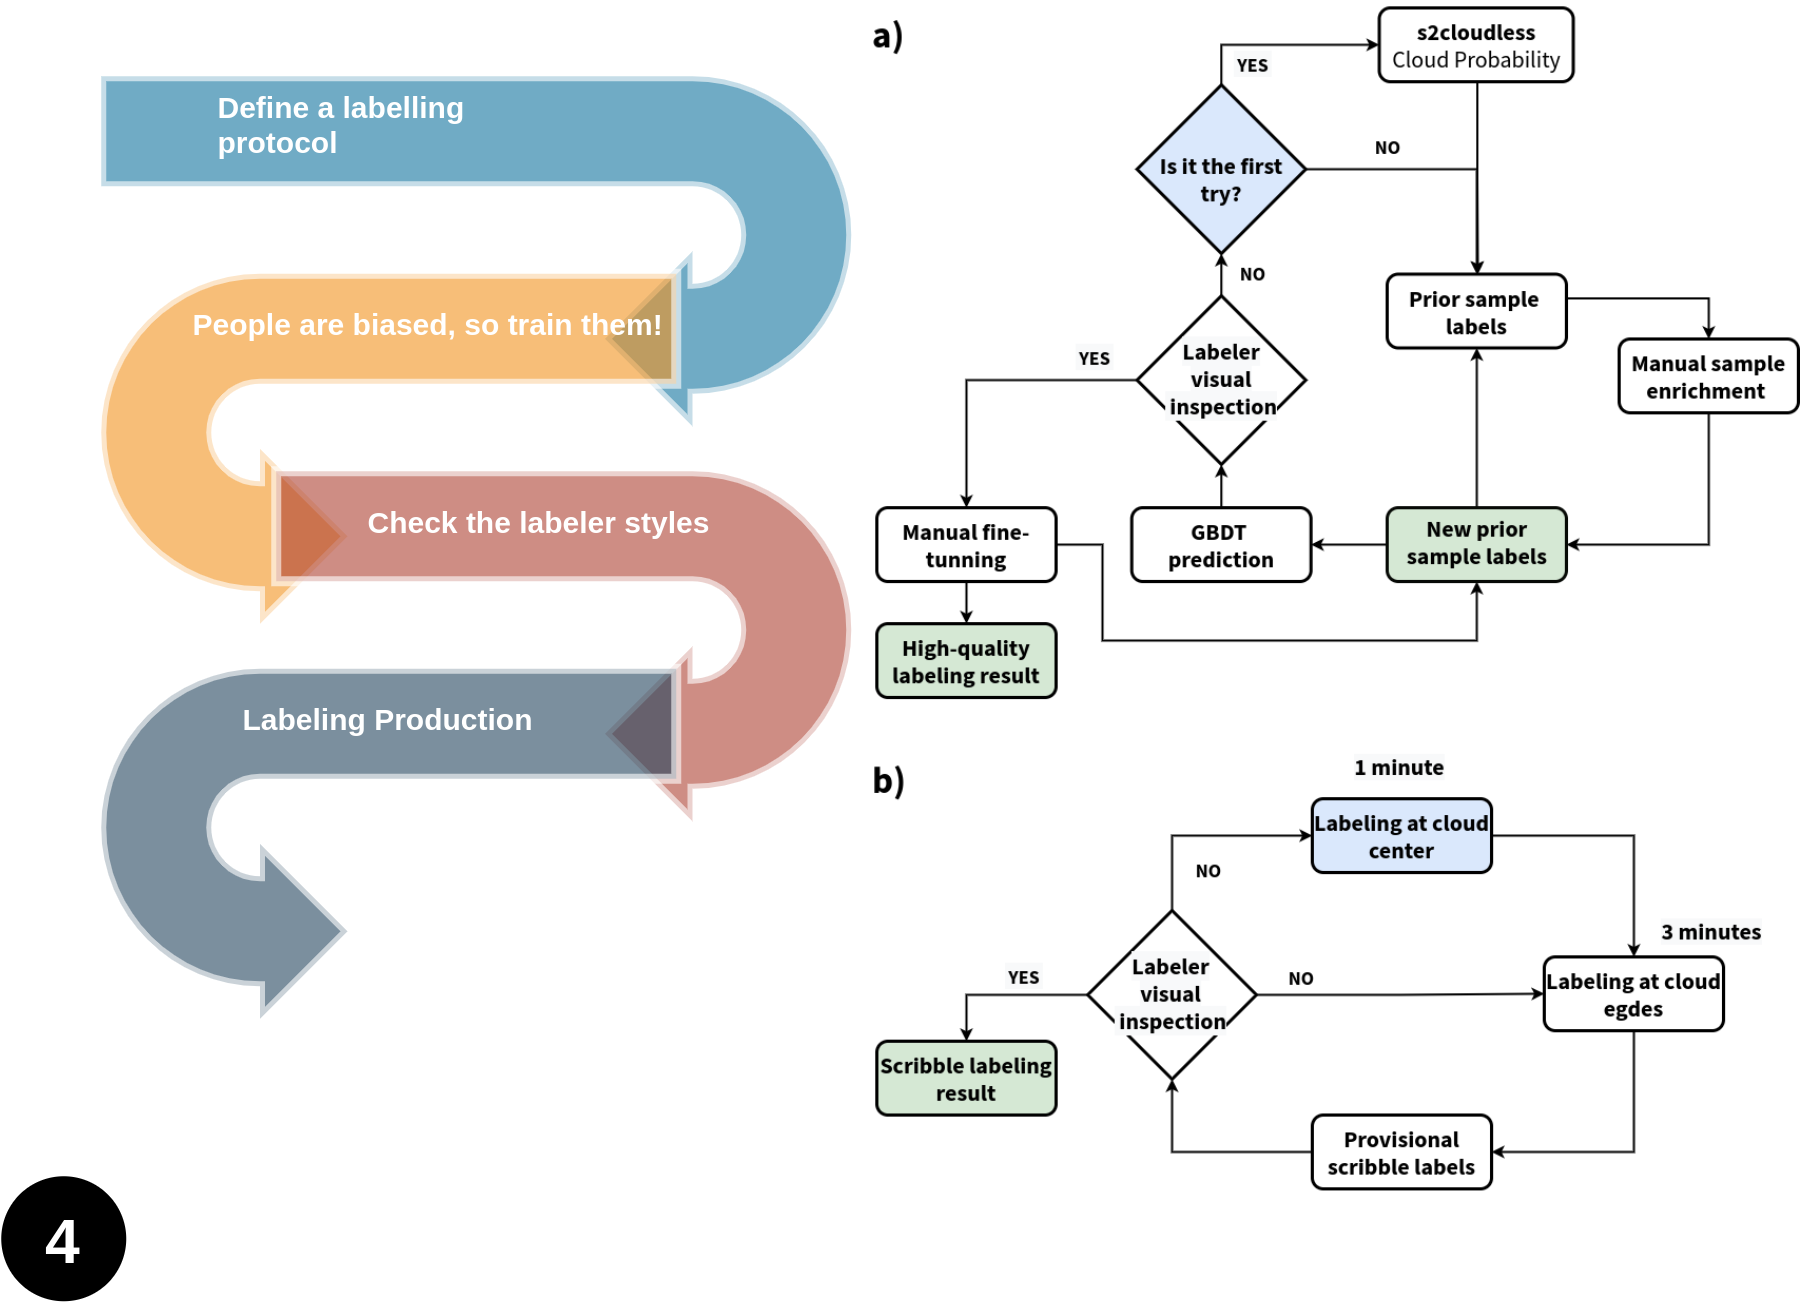 Define a labelling
protocol
People are biased, so train them!
Check the labeler styles
Labeling Production
4
a)
s2cloudless
Cloud Probability
YES
Is it the first
try?
NO
NO
Prior sample
labels
Manual sample
enrichment
Labeler
visual
inspection
YES
Manual fine-
tunning
GBDT
prediction
New prior
sample labels
High-quality
labeling result
b)
1 minute
Labeling at cloud
center
NO
3 minutes
Labeler
visual
inspection
YES
NO
Labeling at cloud
egdes
Scribble labeling
result
Provisional
scribble labels